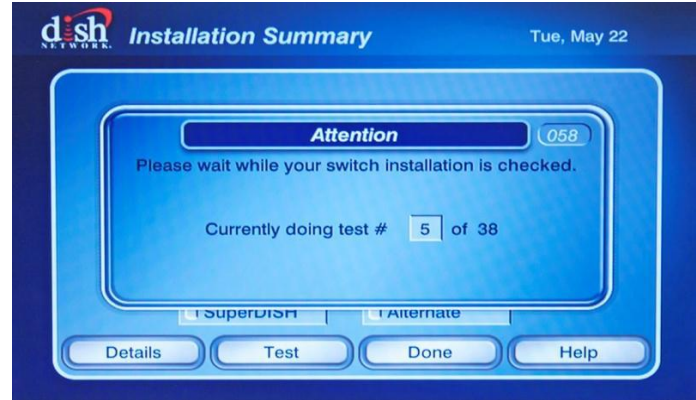 dish
NETWORK.
Installation Summary
Tue, May 22
Attention
058
Please wait while your switch installation is checked.
Currently doing test # 5 of 38
SuperDISH
Alternate
Details
Test
Done
Help